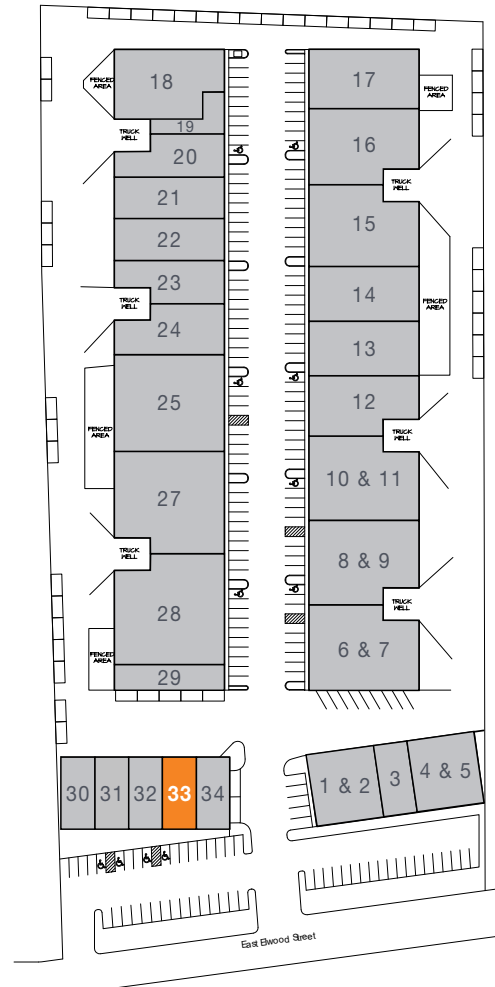 18
FENCED
AREA
19
TRUCK
WELL
20
21
22
23
TRUCK
WELL
24
25
FENCED
AREA
27
TRUCK
WELL
28
FENCED
AREA
29
17
FENCED
AREA
16
TRUCK
WELL
15
14
FENCED
AREA
13
12
TRUCK
WELL
10 & 11
8 & 9
TRUCK
WELL
6 & 7
30
31
32
33
34
1 & 2
3
4 & 5
East Elwood Street